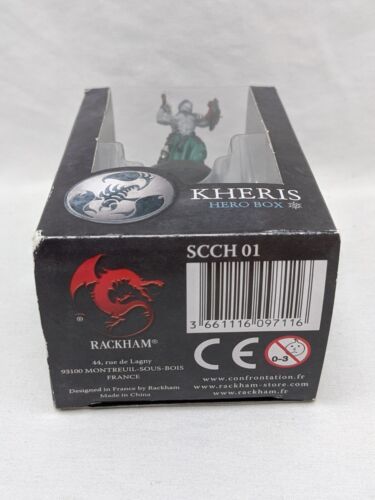 KHERIS
HERO BOX
SCCH 01
3 661116 097116
RACKHAM®
®
44, rue de Lagny
93100 MONTREUIL-SOUS-BOIS
FRANCE
Designed in France by Rackham
Made in China
CE
0-3
www.confrontation.fr
www.rackham-store.com
www.rackham.fr